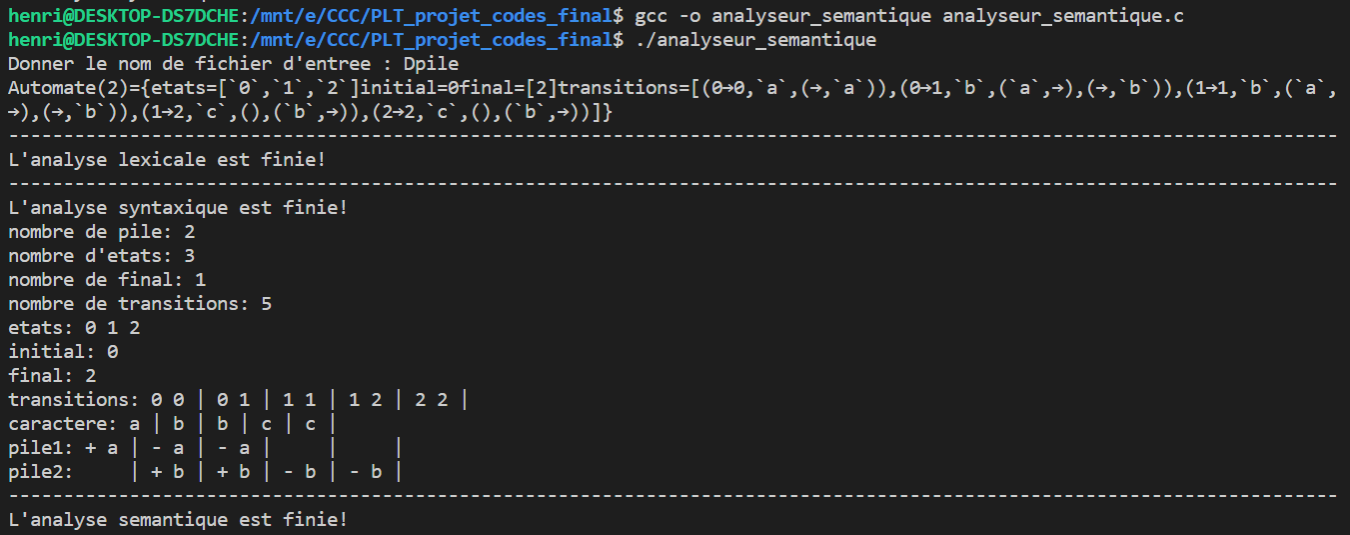 henri@DESKTOP-DS7DCHE:/mnt/e/CCC/PLT_projet_codes_final$ gcc -o analyseur_semantique analyseur_semantique.c
henri@DESKTOP-DS7DCHE:/mnt/e/CCC/PLT_projet_codes_final$ ./analyseur_semantique
Donner le nom de fichier d'entree : Dpile
Automate(2)={etats=[`0`,`1`,`2`]initial=0final=[2]transitions=[(0→0,`a`,(→,`a`)),(0→1,`b`,(`a`,→),(→,`b`)),(1→1,`b`,(`a`,
→),(→,`b`)),(1→2,`c`,(),(`b`,→)),(2→2,`c`,(),(`b`,→))]}
------------------------------------------------------------------------------------------------------------------------
L'analyse lexicale est finie!
------------------------------------------------------------------------------------------------------------------------
L'analyse syntaxique est finie!
nombre de pile: 2
nombre d'etats: 3
nombre de final: 1
nombre de transitions: 5
etats: 0 1 2
initial: 0
final: 2
transitions: 0 0 | 0 1 | 1 1 | 1 2 | 2 2 |
caractere: a | b | b | c | c |
pile1: + a | - a | - a |     |     |
pile2:     | + b | + b | - b | - b |
------------------------------------------------------------------------------------------------------------------------
L'analyse semantique est finie!